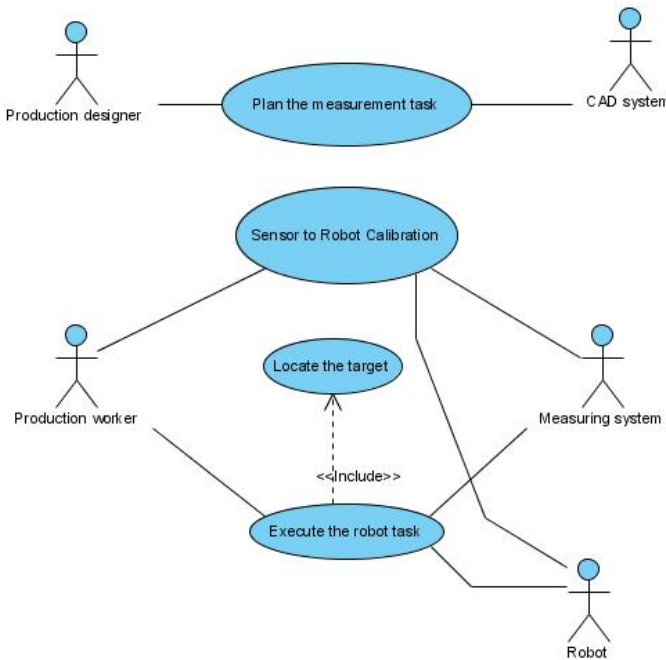 Production designer
Plan the measurement task
CAD system
Sensor to Robot Calibration
Production worker
Locate the target
Measuring system
<<Include>>
Execute the robot task
Robot